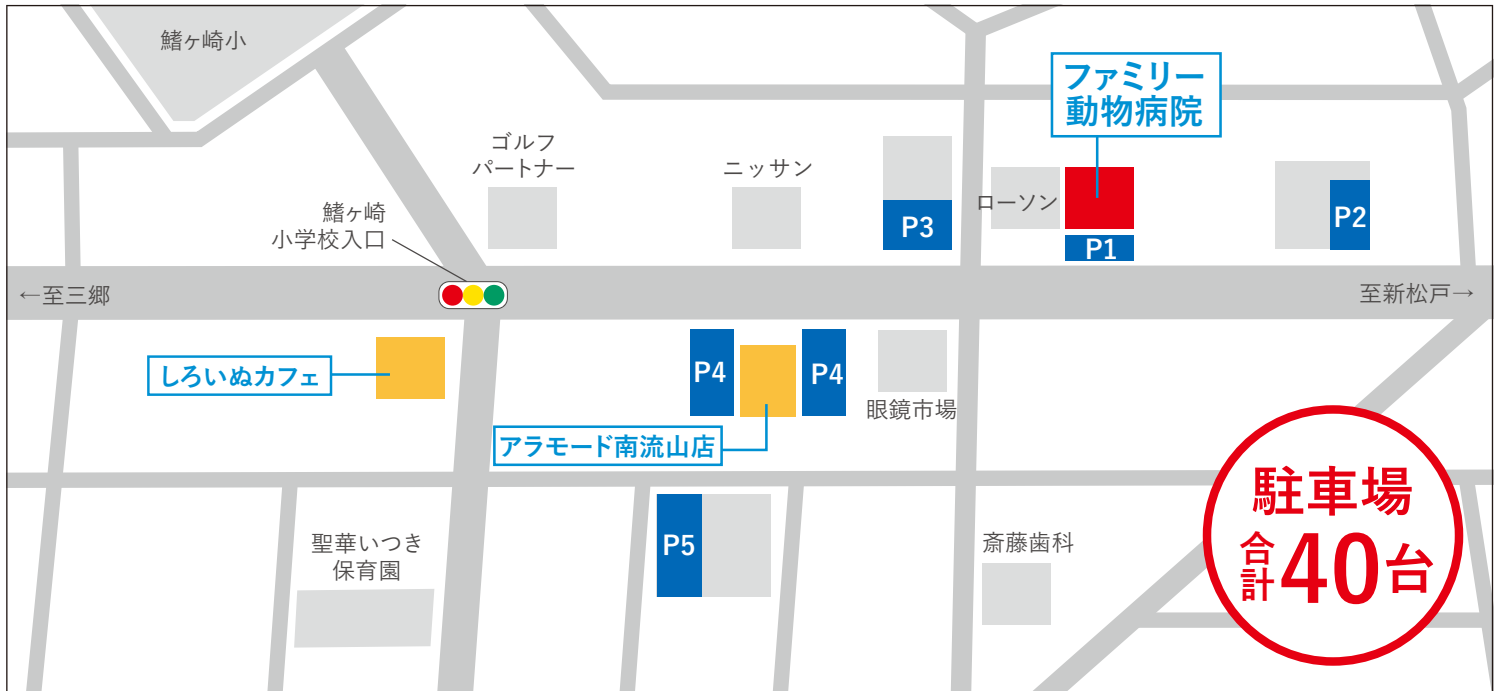 鰭ヶ崎小
ファミリー
動物病院
ゴルフ
パートナー
ニッサン
ローソン
P3
P1
P2
鰭ヶ崎
小学校入口
←至三郷
至新松戸→
しろいぬカフェ
P4
P4
眼鏡市場
アラモード南流山店
駐車場
合計40台
聖華いつき
保育園
P5
斎藤歯科